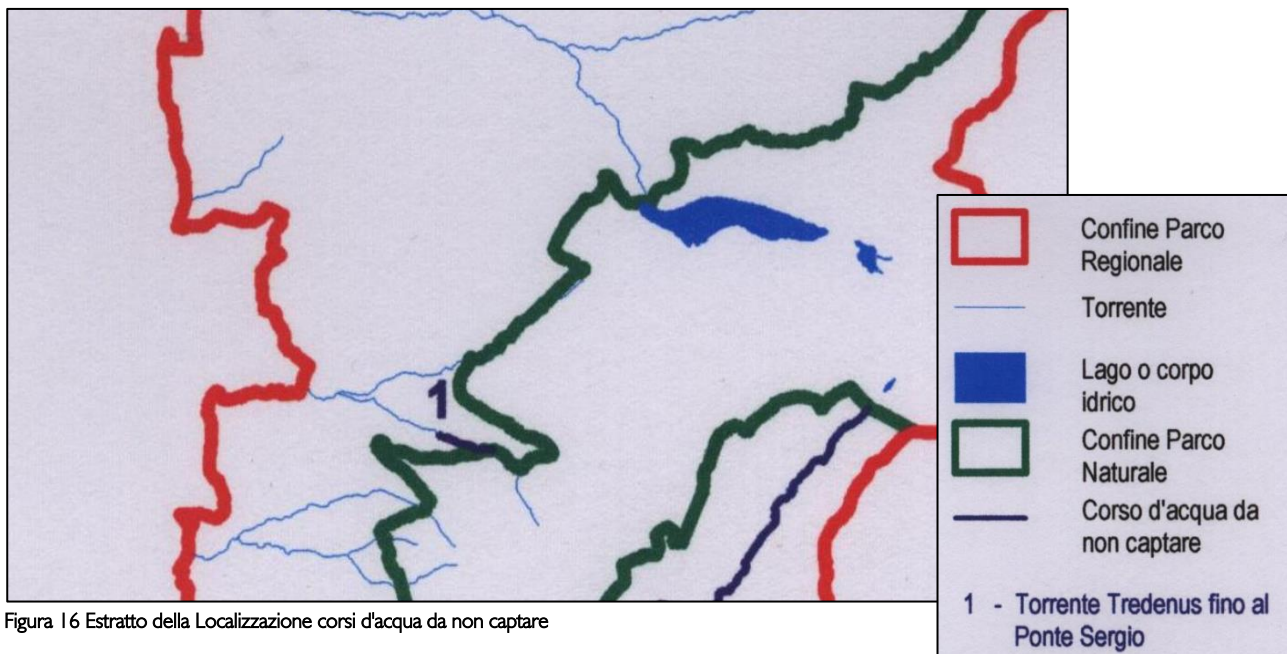 1
Confine Parco
Regionale
Torrente
Lago o corpo
idrico
Confine Parco
Naturale
Corso d'acqua da
non captare
1 - Torrente Tredenus fino al
Ponte Sergio
Figura 16 Estratto della Localizzazione corsi d'acqua da non captare